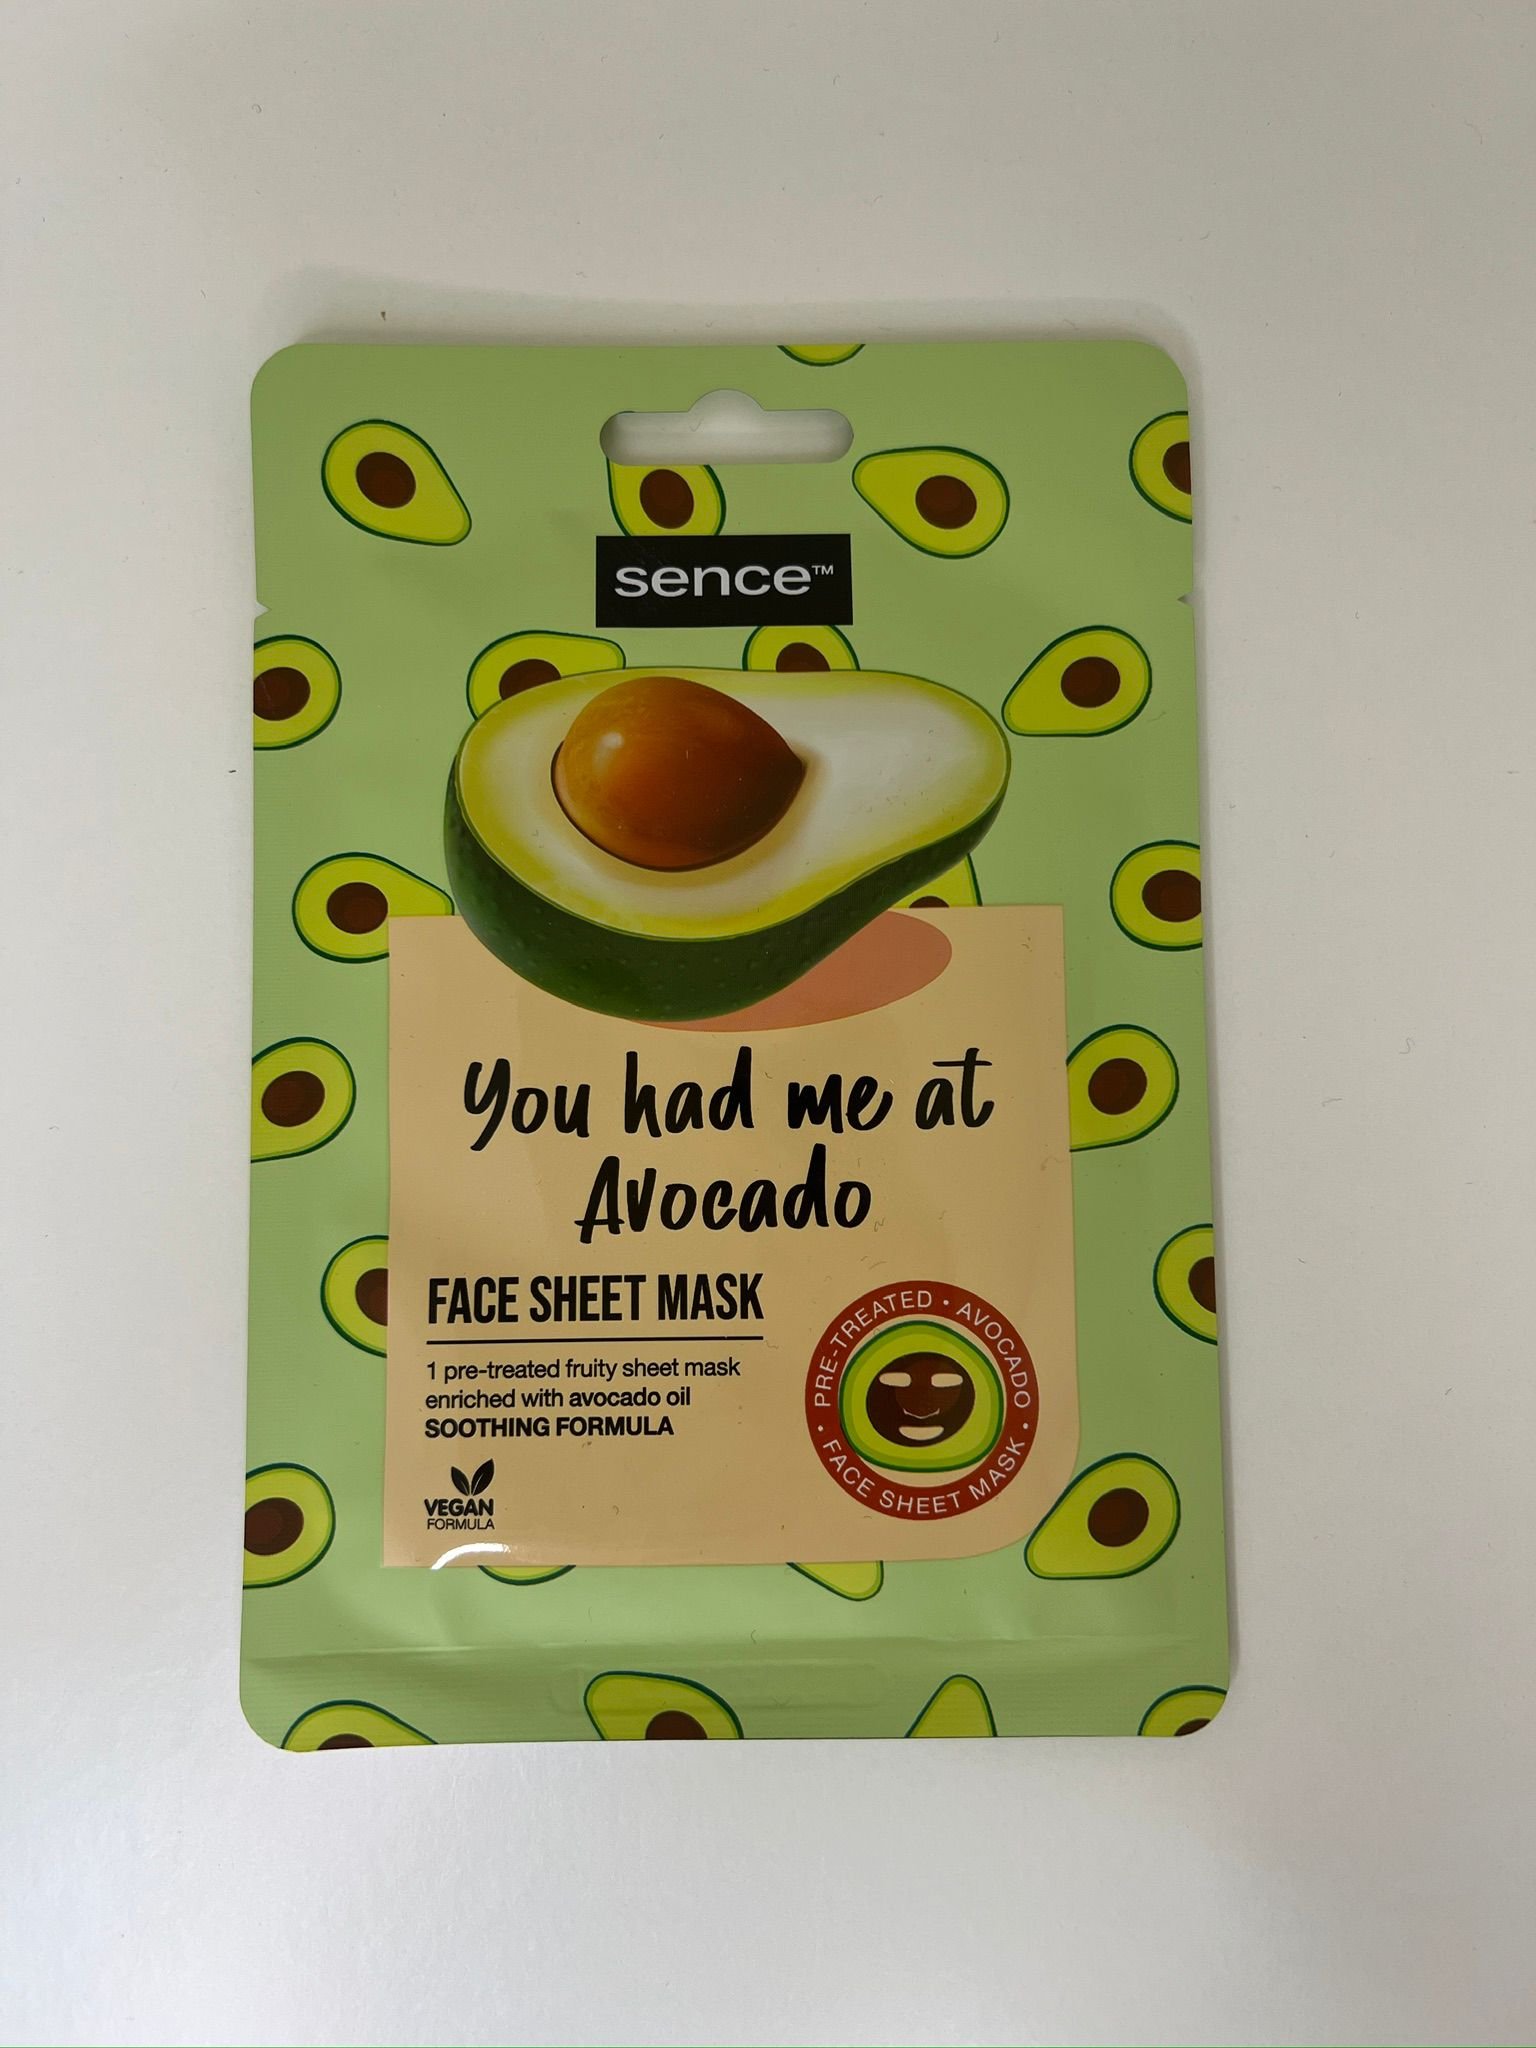 sence™
You had me at
Avocado
FACE SHEET MASK
1 pre-treated fruity sheet mask
enriched with avocado oil
SOOTHING FORMULA
VEGAN
FORMULA
PRE-TREATED • AVOCADO •
FACE SHEET MASK •